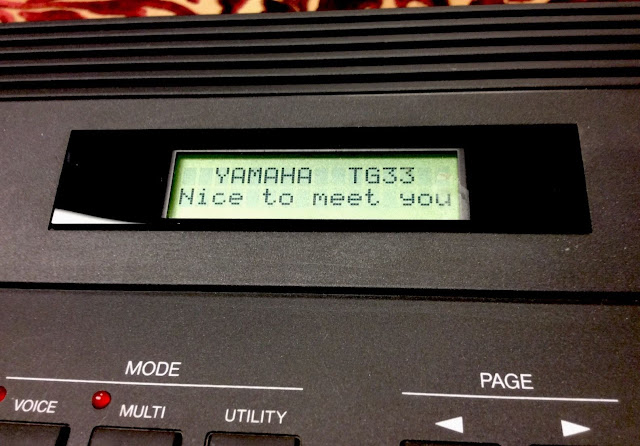 YAMAHA TG33
Nice to meet you
MODE
PAGE
VOICE
MULTI
UTILITY